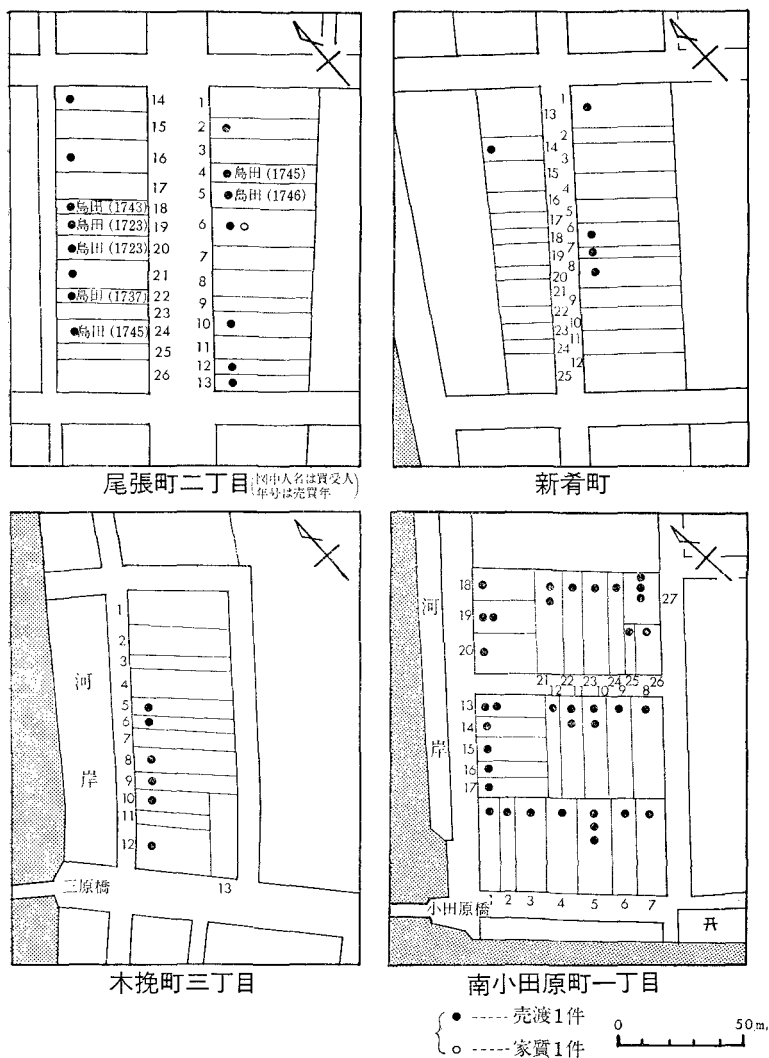 14
15
16
17
島田 (1743) 18
島田 (1723) 19
島田 (1723) 20
21
島田 (1737) 22
23
島田 (1745) 24
25
26
1
2
3
4 島田 (1745)
5 島田 (1746)
6
7
8
9
10
11
12
13
尾張町二丁目(図中人名は買受人
年号は売買年)
1
13
2
14
3
15
4
16
5
17
6
18
7
19
8
20
21
9
22
10
23
11
24
12
25
新肴町
1
2
3
4
5
6
7
8
9
10
11
12
13
河
岸
三原橋
木挽町三丁目
河
岸
18
19
20
27
21 22 23 24 25 26
12 11 10 9 8
13
14
15
16
17
1 2 3 4 5 6 7
小田原橋
南小田原町一丁目
● ----- 売渡1件
○ ----- 家質1件
0 50m